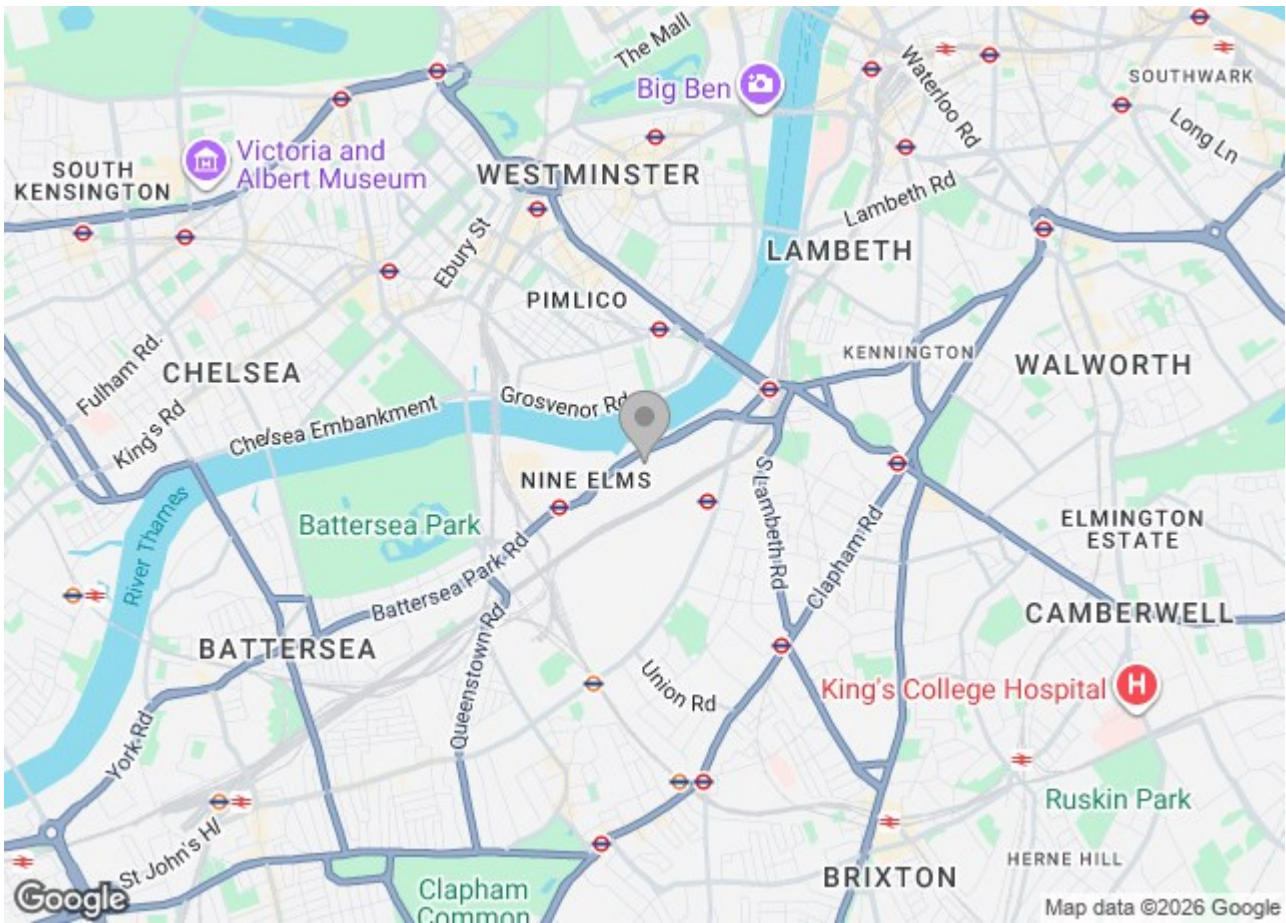 The Mall
Big Ben
Waterloo Rd
SOUTHWARK
Long Ln
SOUTH
KENSINGTON
Victoria and
Albert Museum
WESTMINSTER
Lambeth Rd
Ebury St
LAMBETH
PIMLICO
Fulham Rd.
CHELSEA
KENNINGTON
WALWORTH
King's Rd
Chelsea Embankment
Grosvenor Rd
NINE ELMS
S Lambeth Rd
Clapham Rd
River Thames
Battersea Park
ELMINGTON
ESTATE
Battersea Park Rd
BATTERSEA
CAMBERWELL
Queenstown Rd
Union Rd
King's College Hospital
H
York Rd
Ruskin Park
St John's Hl
BRIXTON
HERNE HILL
Clapham
Common
Google
Map data ©2026 Google